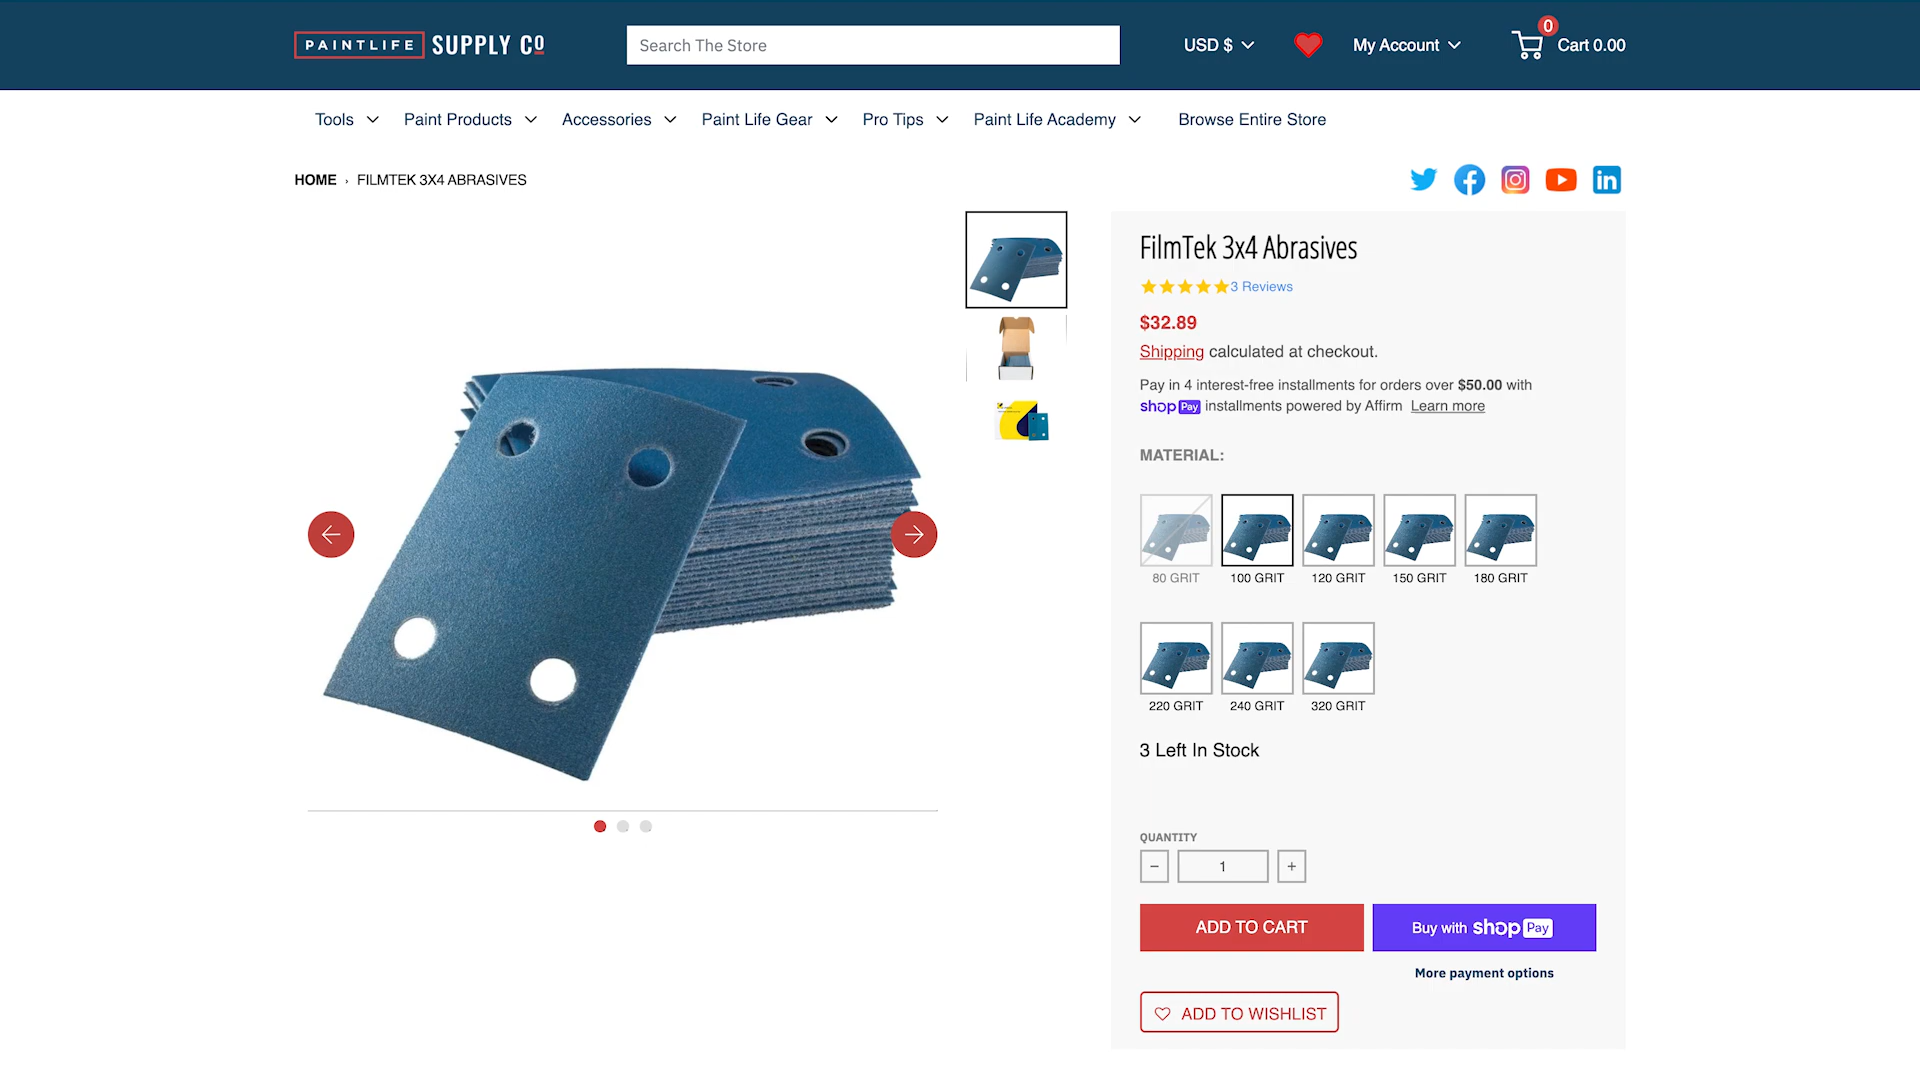 PAINTLIFE SUPPLY CO
Search The Store
USD $
My Account
0
Cart 0.00
Tools
Paint Products
Accessories
Paint Life Gear
Pro Tips
Paint Life Academy
Browse Entire Store
HOME › FILMTEK 3X4 ABRASIVES
FilmTek 3x4 Abrasives
3 Reviews
$32.89
Shipping calculated at checkout.
Pay in 4 interest-free installments for orders over $50.00 with
shop Pay installments powered by Affirm Learn more
MATERIAL:
80 GRIT
100 GRIT
120 GRIT
150 GRIT
180 GRIT
220 GRIT
240 GRIT
320 GRIT
3 Left In Stock
QUANTITY
− 1 +
ADD TO CART
Buy with shop Pay
More payment options
ADD TO WISHLIST